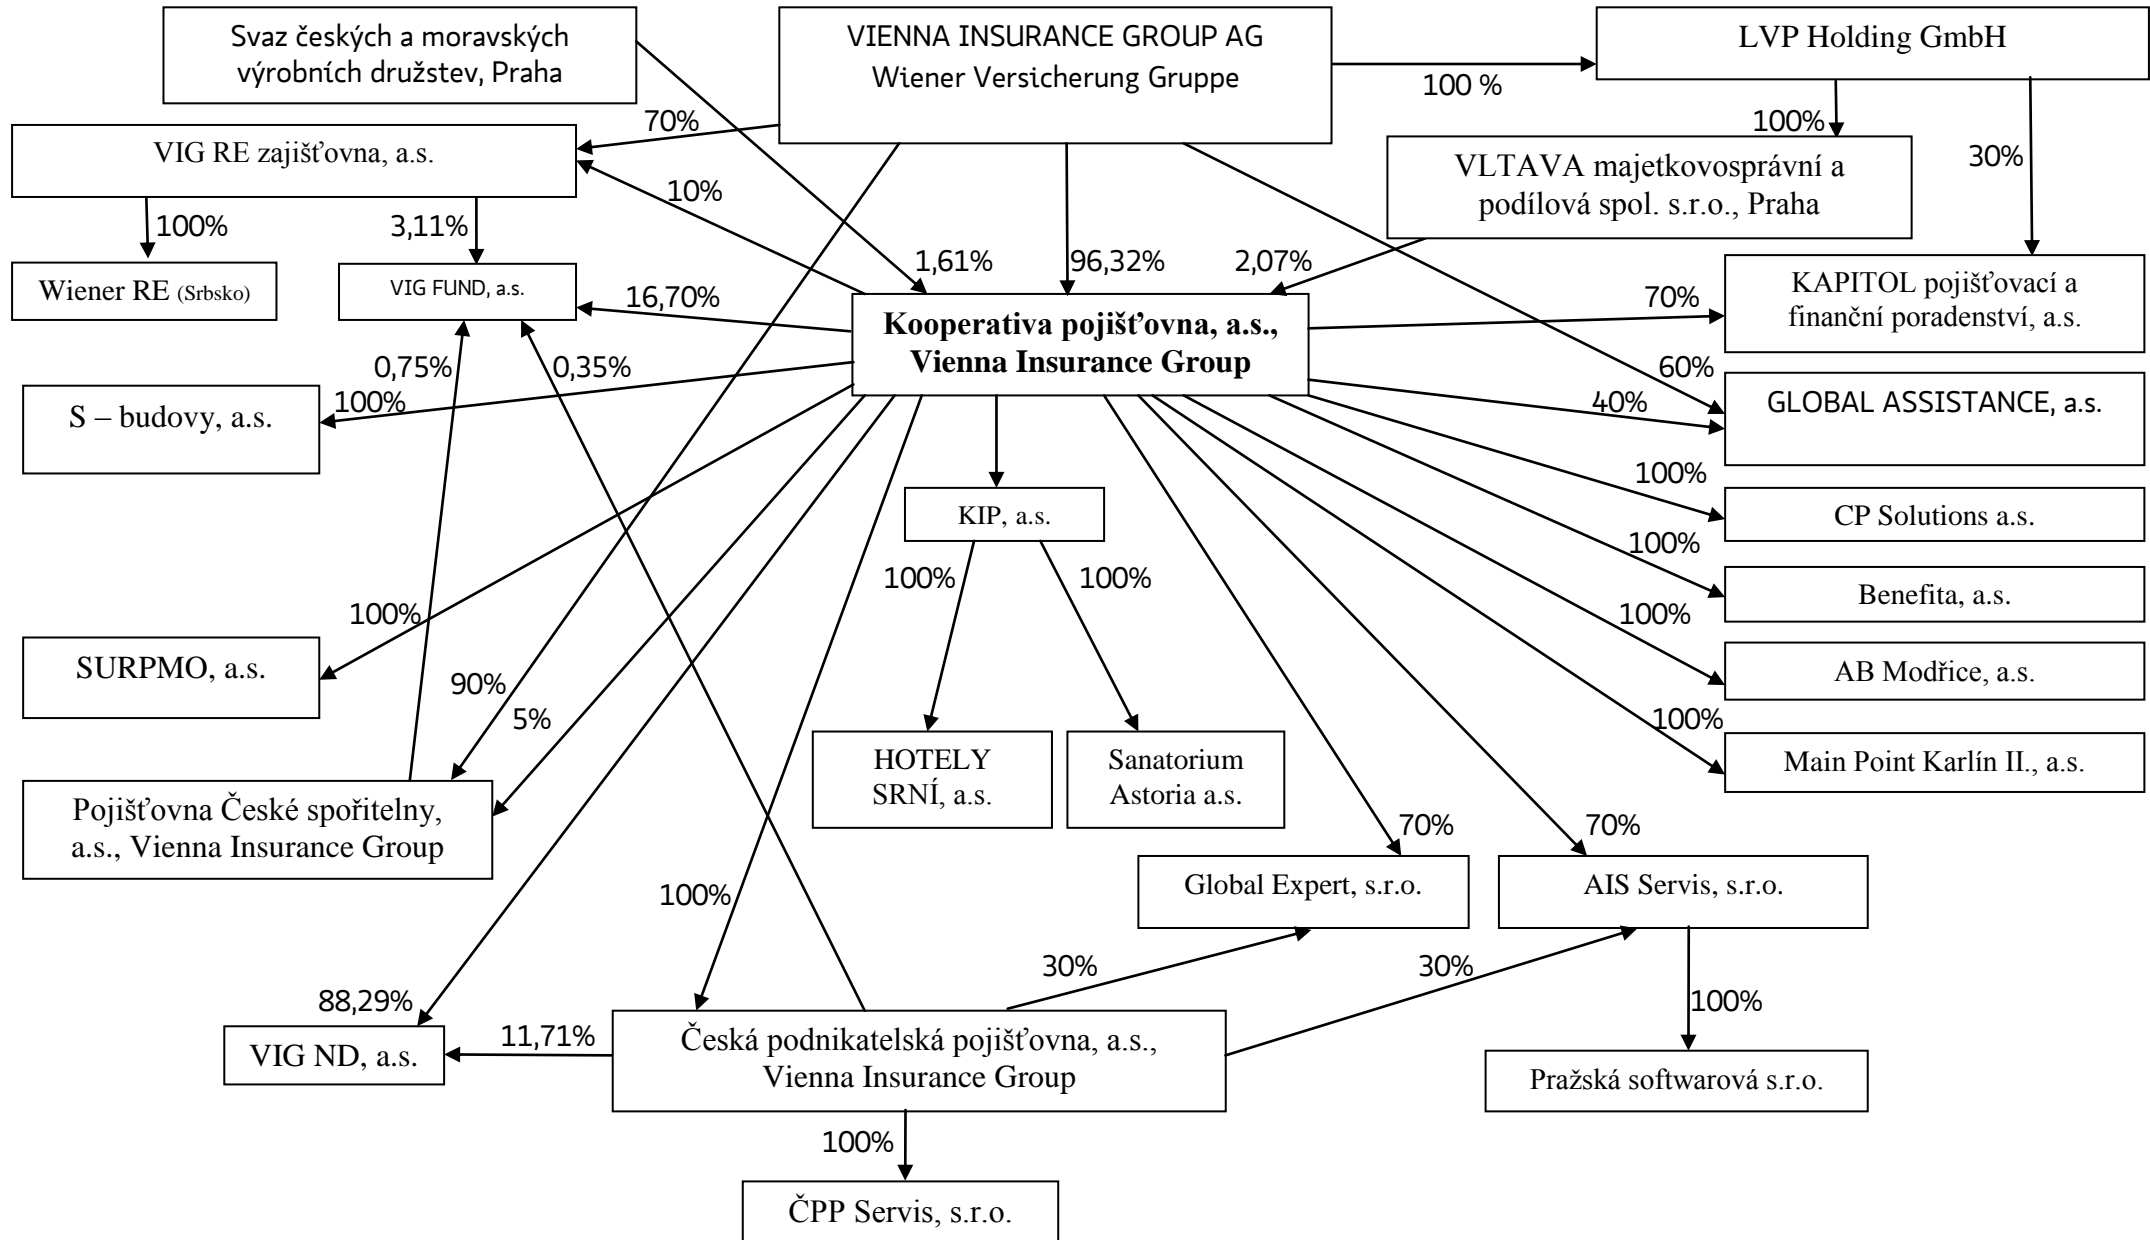 Svaz českých a moravských
výrobních družstev, Praha
VIENNA INSURANCE GROUP AG
Wiener Versicherung Gruppe
LVP Holding GmbH
100 %
70%
100%
30%
VIG RE zajišťovna, a.s.
VLTAVA majetkovosprávní a
podílová spol. s.r.o., Praha
10%
100%
3,11%
1,61%
96,32%
2,07%
Wiener RE (Srbsko)
VIG FUND, a.s.
16,70%
70%
KAPITOL pojišťovací a
finanční poradenství, a.s.
Kooperativa pojišťovna, a.s.,
Vienna Insurance Group
0,75%
0,35%
60%
S – budovy, a.s.
100%
40%
GLOBAL ASSISTANCE, a.s.
100%
KIP, a.s.
CP Solutions a.s.
100%
100%
100%
Benefita, a.s.
100%
100%
SURPMO, a.s.
AB Modřice, a.s.
90%
5%
100%
HOTELY
SRNÍ, a.s.
Sanatorium
Astoria a.s.
Main Point Karlín II., a.s.
Pojišťovna České spořitelny,
a.s., Vienna Insurance Group
70%
70%
100%
Global Expert, s.r.o.
AIS Servis, s.r.o.
30%
30%
88,29%
100%
VIG ND, a.s.
11,71%
Česká podnikatelská pojišťovna, a.s.,
Vienna Insurance Group
Pražská softwarová s.r.o.
100%
ČPP Servis, s.r.o.